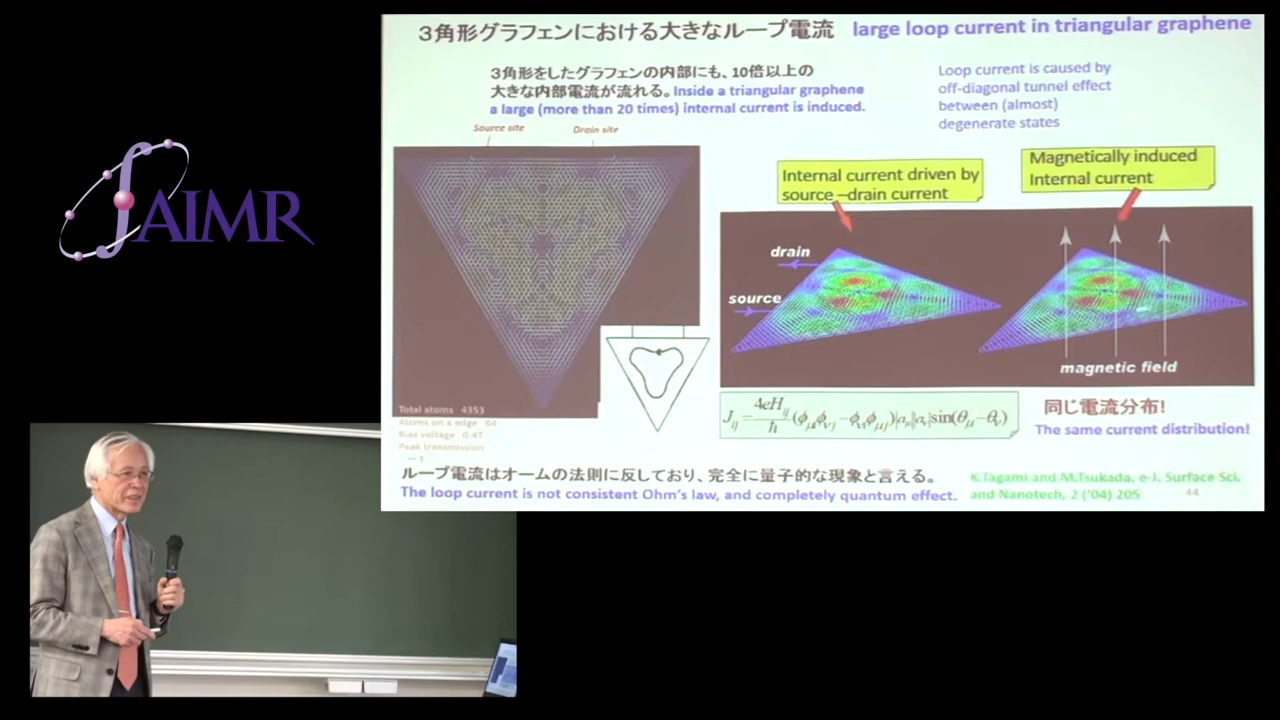 AIMR
3角形グラフェンにおける大きなループ電流 large loop current in triangular graphene
3角形をしたグラフェンの内部にも、10倍以上の
大きな内部電流が流れる。Inside a triangular graphene
a large (more than 20 times) internal current is induced.
Loop current is caused by
off-diagonal tunnel effect
between (almost)
degenerate states
Source site
Drain site
Internal current driven by
source –drain current
Magnetically induced
Internal current
drain
source
magnetic field
Total atoms 4353
Atoms on a edge 64
Bias voltage 0.4T
Peak transmission
~ 1
同じ電流分布!
The same current distribution!
ループ電流はオームの法則に反しており、完全に量子的な現象と言える。
The loop current is not consistent Ohm's law, and completely quantum effect.
K.Tagami and M.Tsukada, e-J. Surface Sci.
and Nanotech, 2 ('04) 205
44